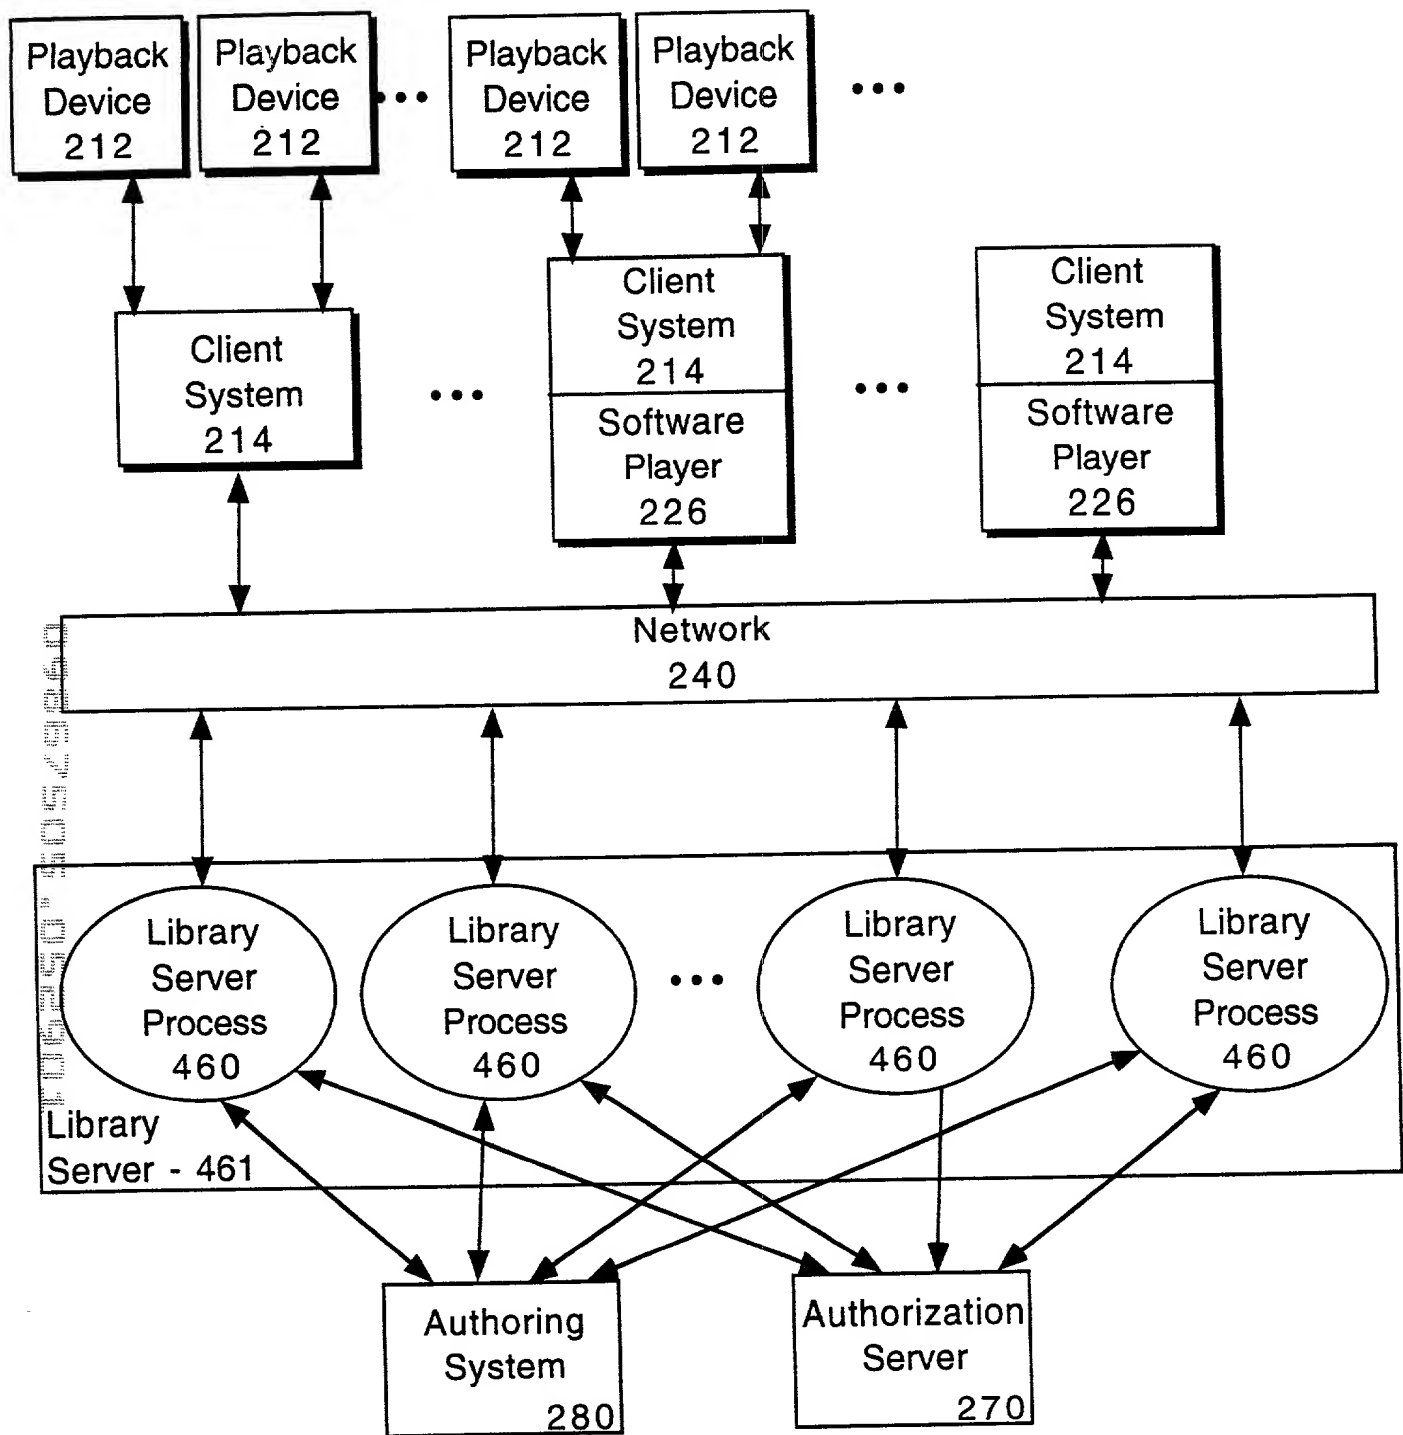 Playback
Device
212
Playback
Device
212
...
Playback
Device
212
Playback
Device
212
...
Client
System
214
...
Client
System
214
Software
Player
226
...
Client
System
214
Software
Player
226
Network
240
Library
Server
Process
460
Library
Server
Process
460
...
Library
Server
Process
460
Library
Server
Process
460
Library
Server - 461
Authoring
System
280
Authorization
Server
270